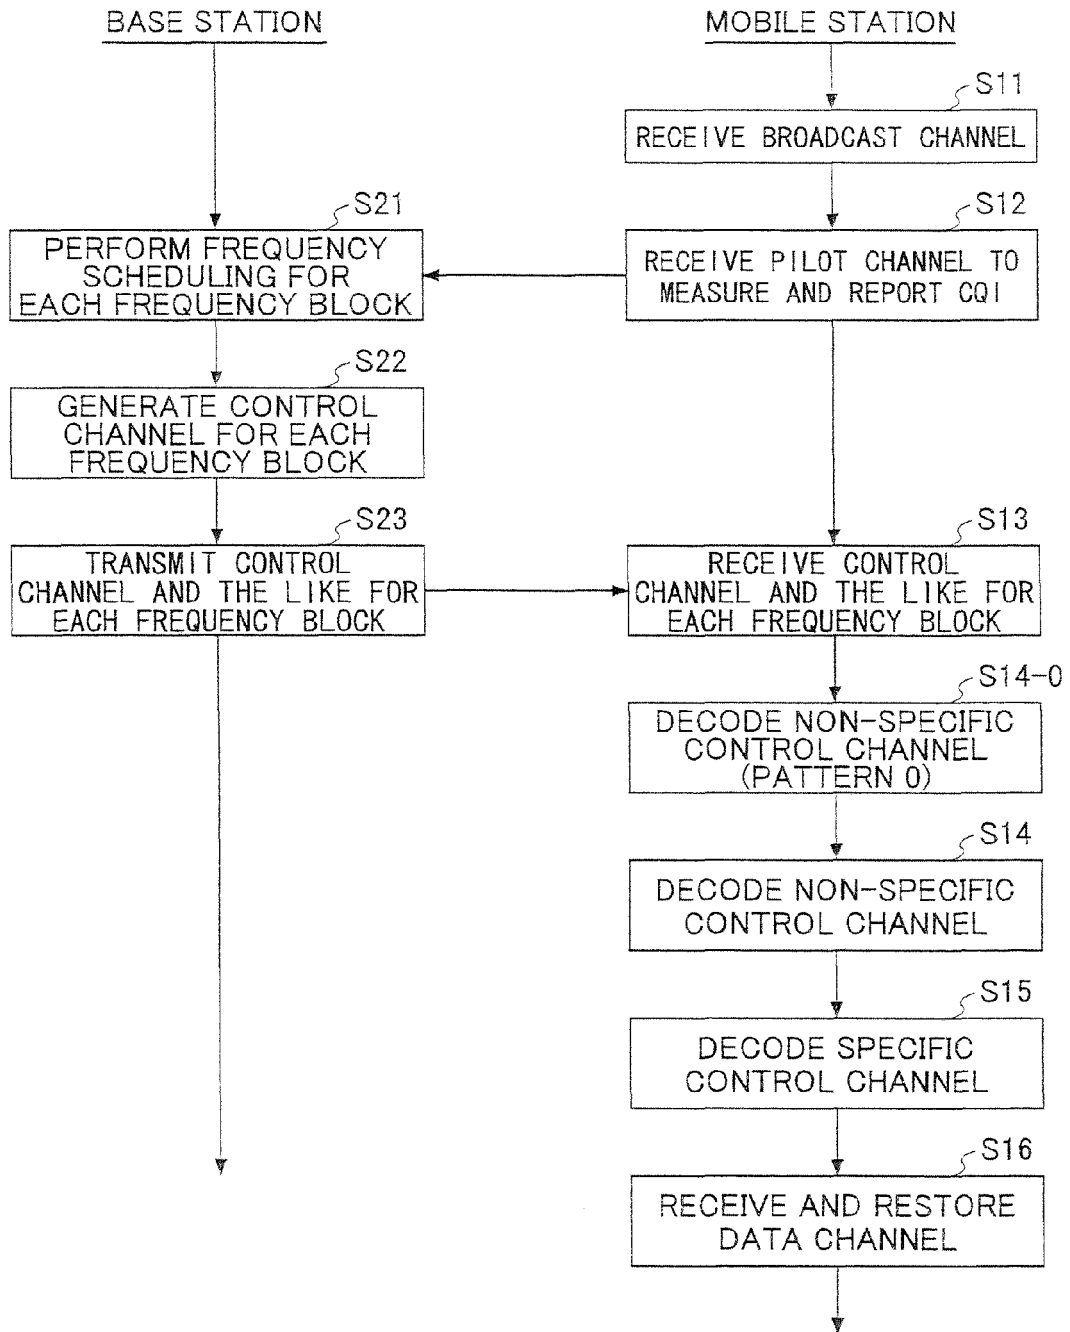 BASE STATION
MOBILE STATION
S11
RECEIVE BROADCAST CHANNEL
S21
PERFORM FREQUENCY
SCHEDULING FOR
EACH FREQUENCY BLOCK
S12
RECEIVE PILOT CHANNEL TO
MEASURE AND REPORT CQI
S22
GENERATE CONTROL
CHANNEL FOR EACH
FREQUENCY BLOCK
S23
TRANSMIT CONTROL
CHANNEL AND THE LIKE FOR
EACH FREQUENCY BLOCK
S13
RECEIVE CONTROL
CHANNEL AND THE LIKE FOR
EACH FREQUENCY BLOCK
S14-0
DECODE NON-SPECIFIC
CONTROL CHANNEL
(PATTERN 0)
S14
DECODE NON-SPECIFIC
CONTROL CHANNEL
S15
DECODE SPECIFIC
CONTROL CHANNEL
S16
RECEIVE AND RESTORE
DATA CHANNEL